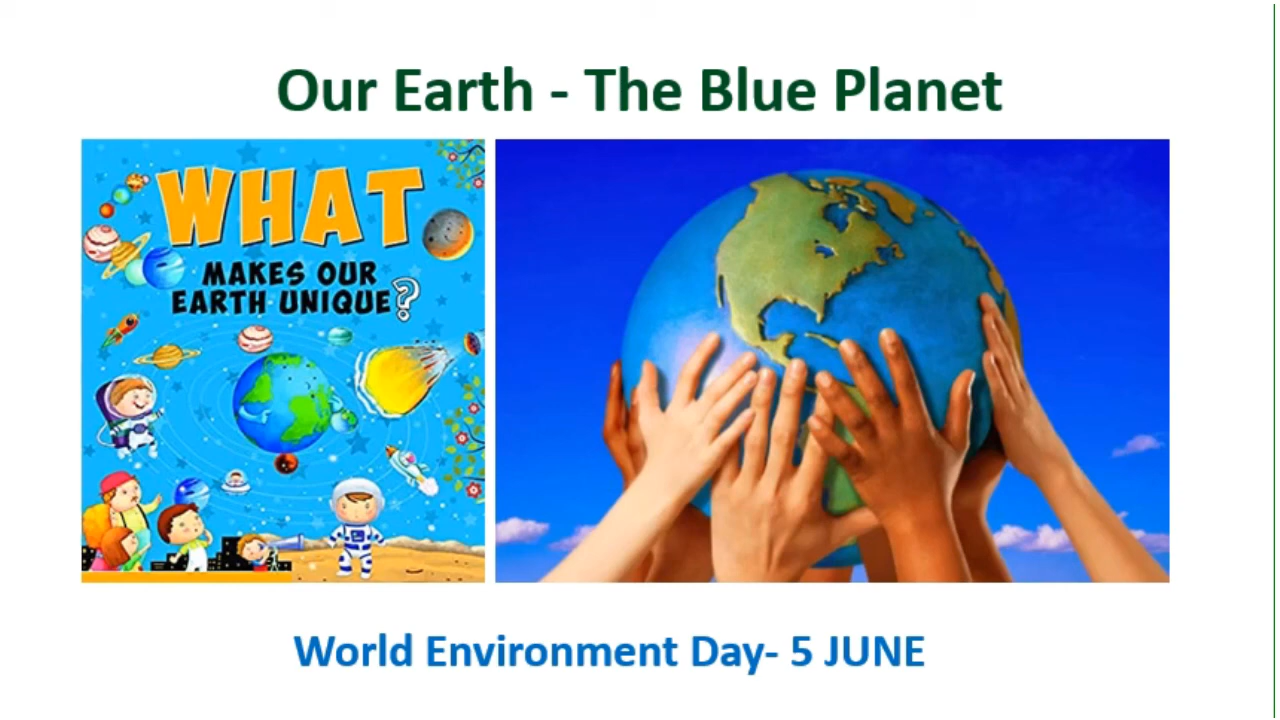 Our Earth - The Blue Planet
WHAT
MAKES OUR
EARTH UNIQUE?
World Environment Day- 5 JUNE